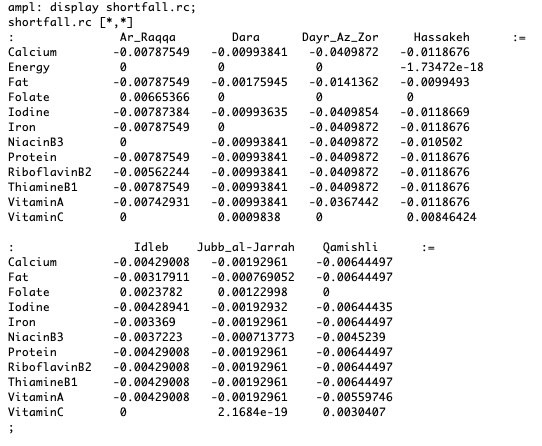 ampl: display shortfall.rc;
shortfall.rc [*,*]
: Ar_Raqqa Dara Dayr_Az_Zor Hassakeh :=
Calcium -0.00787549 -0.00993841 -0.0409872 -0.0118676
Energy 0 0 0 -1.73472e-18
Fat -0.00787549 -0.00175945 -0.0141362 -0.0099493
Folate 0.00665366 0 0 0
Iodine -0.00787384 -0.00993635 -0.0409854 -0.0118669
Iron -0.00787549 0 -0.0409872 -0.0118676
NiacinB3 0 -0.00993841 -0.0409872 -0.010502
Protein -0.00787549 -0.00993841 -0.0409872 -0.0118676
RiboflavinB2 -0.00562244 -0.00993841 -0.0409872 -0.0118676
ThiamineB1 -0.00787549 -0.00993841 -0.0409872 -0.0118676
VitaminA -0.00742931 -0.00993841 -0.0367442 -0.0118676
VitaminC 0 0.0009838 0 0.00846424
: Idleb Jubb_al-Jarrah Qamishli :=
Calcium -0.00429008 -0.00192961 -0.00644497
Fat -0.00317911 -0.000769052 -0.00644497
Folate 0.0023782 0.00122998 0
Iodine -0.00428941 -0.00192932 -0.00644435
Iron -0.003369 -0.00192961 -0.00644497
NiacinB3 -0.0037223 -0.000713773 -0.0045239
Protein -0.00429008 -0.00192961 -0.00644497
RiboflavinB2 -0.00429008 -0.00192961 -0.00644497
ThiamineB1 -0.00429008 -0.00192961 -0.00644497
VitaminA -0.00429008 -0.00192961 -0.00559746
VitaminC 0 2.1684e-19 0.0030407
;